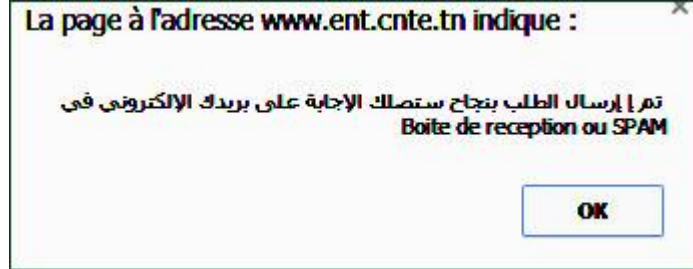 La page à l'adresse www.ent.cnte.tn indique :
تم إ إرسال الطلب بنجاح ستصلك الإجابة على بريدك الإلكتروني في
Boite de reception ou SPAM
OK